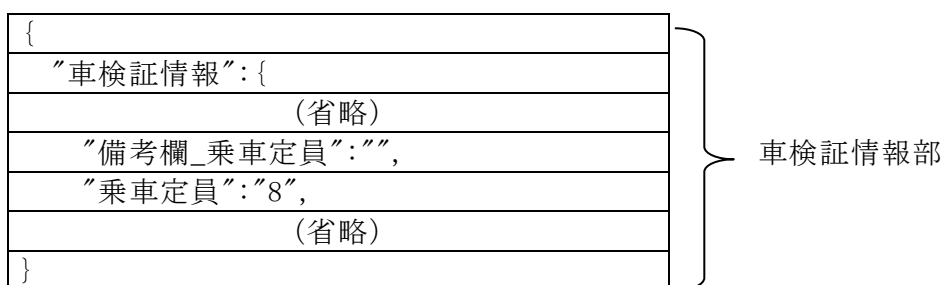 {
"車検証情報":{
(省略)
"備考欄_乗車定員":"",
"乗車定員":"8",
(省略)
}
車検証情報部